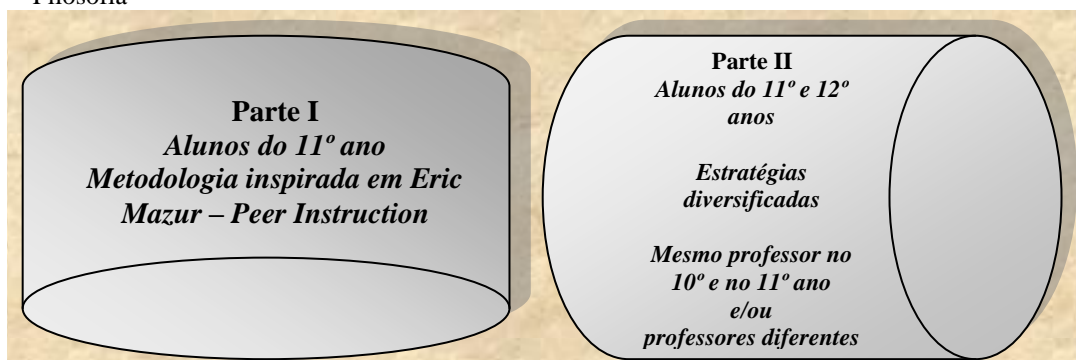 Filosofia
Parte I
Alunos do 11º ano
Metodologia inspirada em Eric
Mazur – Peer Instruction
Parte II
Alunos do 11º e 12º
anos
Estratégias
diversificadas
Mesmo professor no
10º e no 11º ano
e/ou
professores diferentes